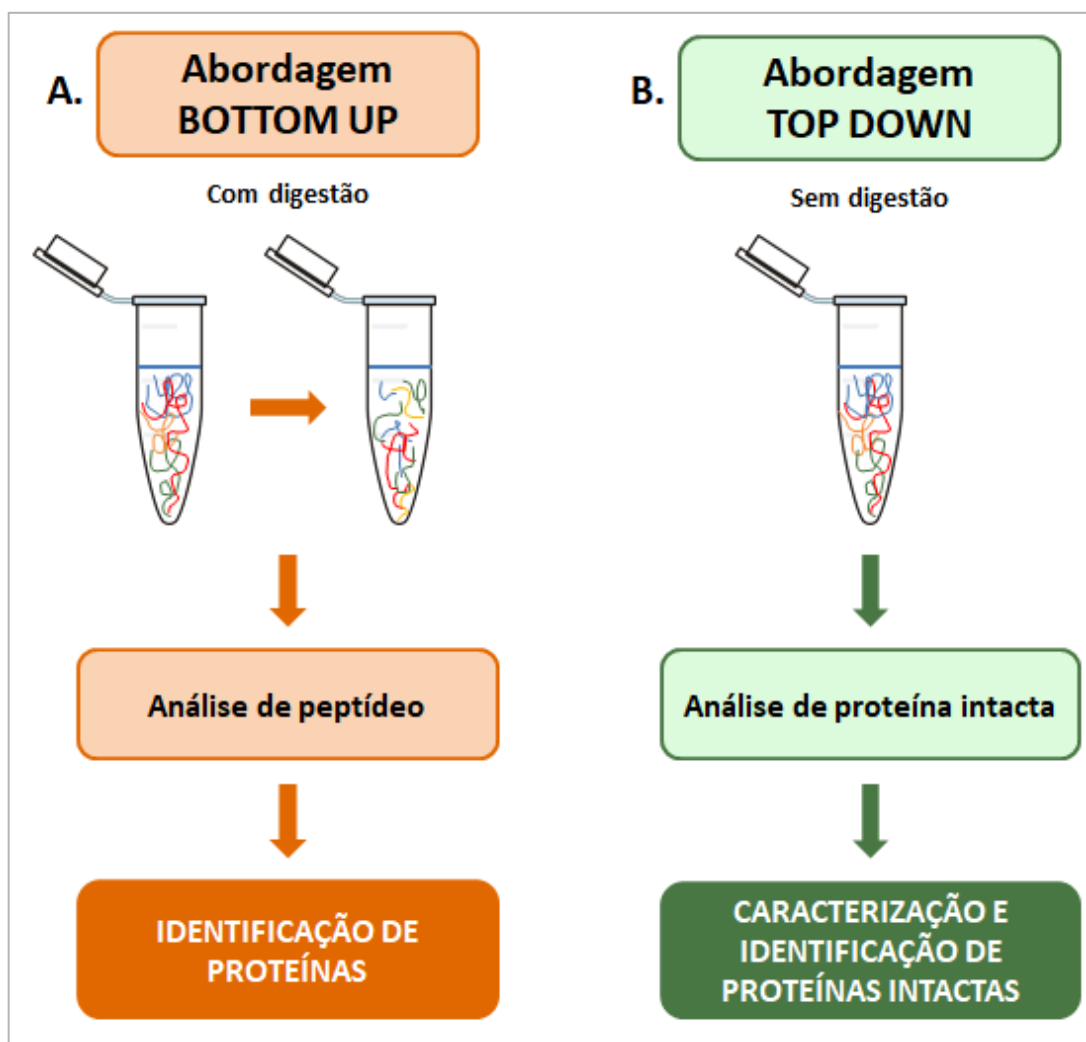 A.
Abordagem
BOTTOM UP
Com digestão
Análise de peptídeo
IDENTIFICAÇÃO DE
PROTEÍNAS
B.
Abordagem
TOP DOWN
Sem digestão
Análise de proteína intacta
CARACTERIZAÇÃO E
IDENTIFICAÇÃO DE
PROTEÍNAS INTACTAS